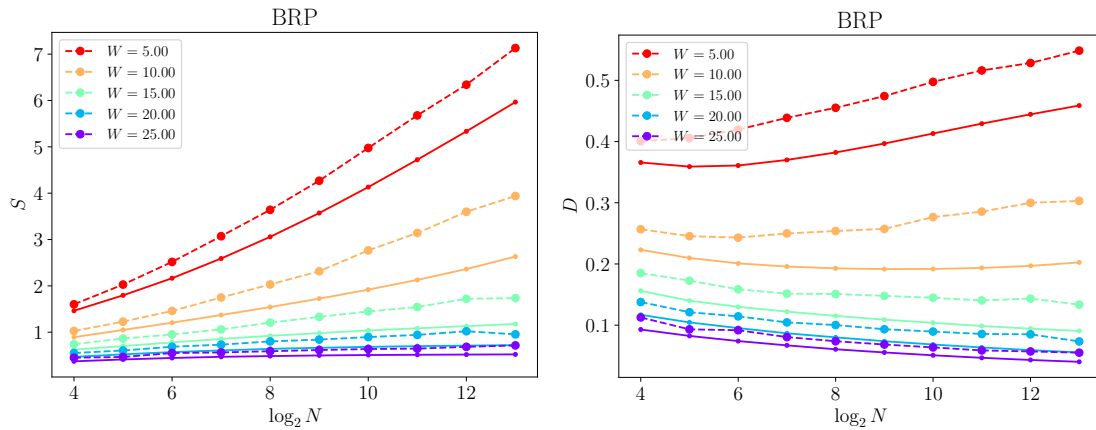 BRP
7
6
5
4
3
2
1
S
W = 5.00
W = 10.00
W = 15.00
W = 20.00
W = 25.00
4 6 8 10 12
log₂ N
BRP
0.5
0.4
0.3
0.2
0.1
D
W = 5.00
W = 10.00
W = 15.00
W = 20.00
W = 25.00
4 6 8 10 12
log₂ N